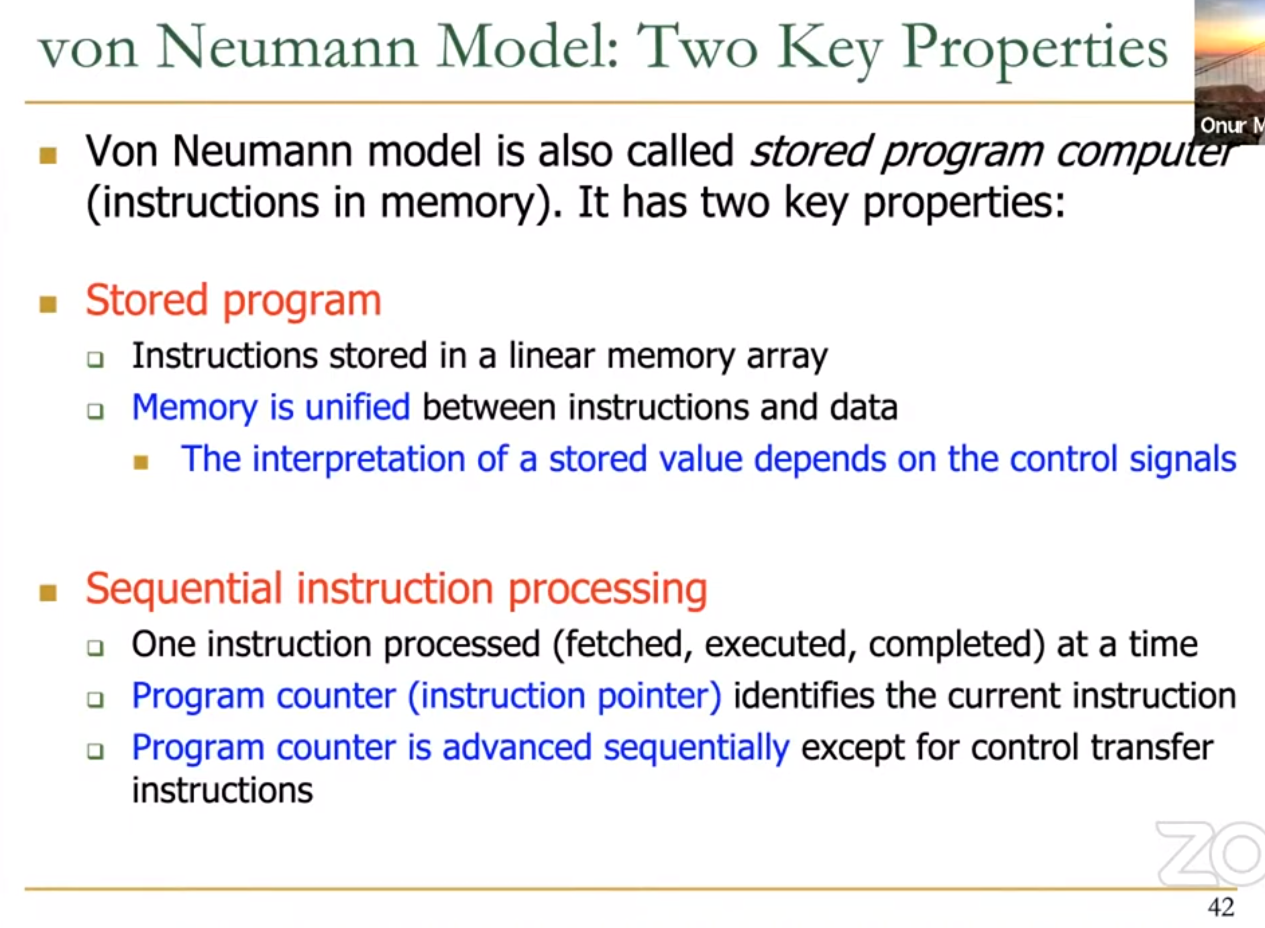 von Neumann Model: Two Key Properties
Onur M
Von Neumann model is also called stored program computer
(instructions in memory). It has two key properties:
Stored program
Instructions stored in a linear memory array
Memory is unified between instructions and data
The interpretation of a stored value depends on the control signals
Sequential instruction processing
One instruction processed (fetched, executed, completed) at a time
Program counter (instruction pointer) identifies the current instruction
Program counter is advanced sequentially except for control transfer
instructions
ZO
42